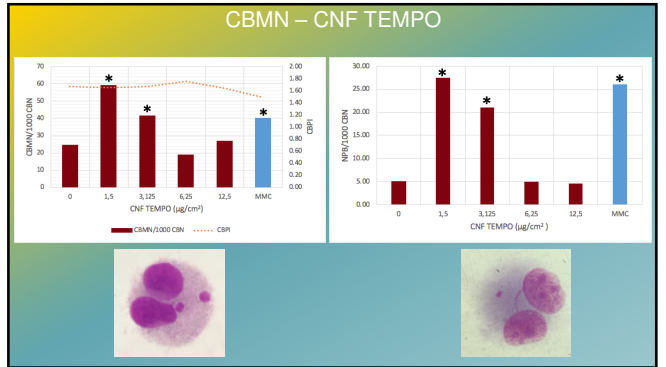 CBMN – CNF TEMPO
70
60
50
40
30
20
10
0
CBMN/1000 CBN
* * *
2.00
1.80
1.60
1.40
1.20
1.00
0.80
0.60
0.40
0.20
0.00
CBPI
0 1,5 3,125 6,25 12,5 MMC
CNF TEMPO (µg/cm²)
CBMN/1000 CBN CBPI
30.00
25.00
20.00
15.00
10.00
5.00
0.00
NPB/1000 CBN
* * *
0 1,5 3,125 6,25 12,5 MMC
CNF TEMPO (µg/cm² )